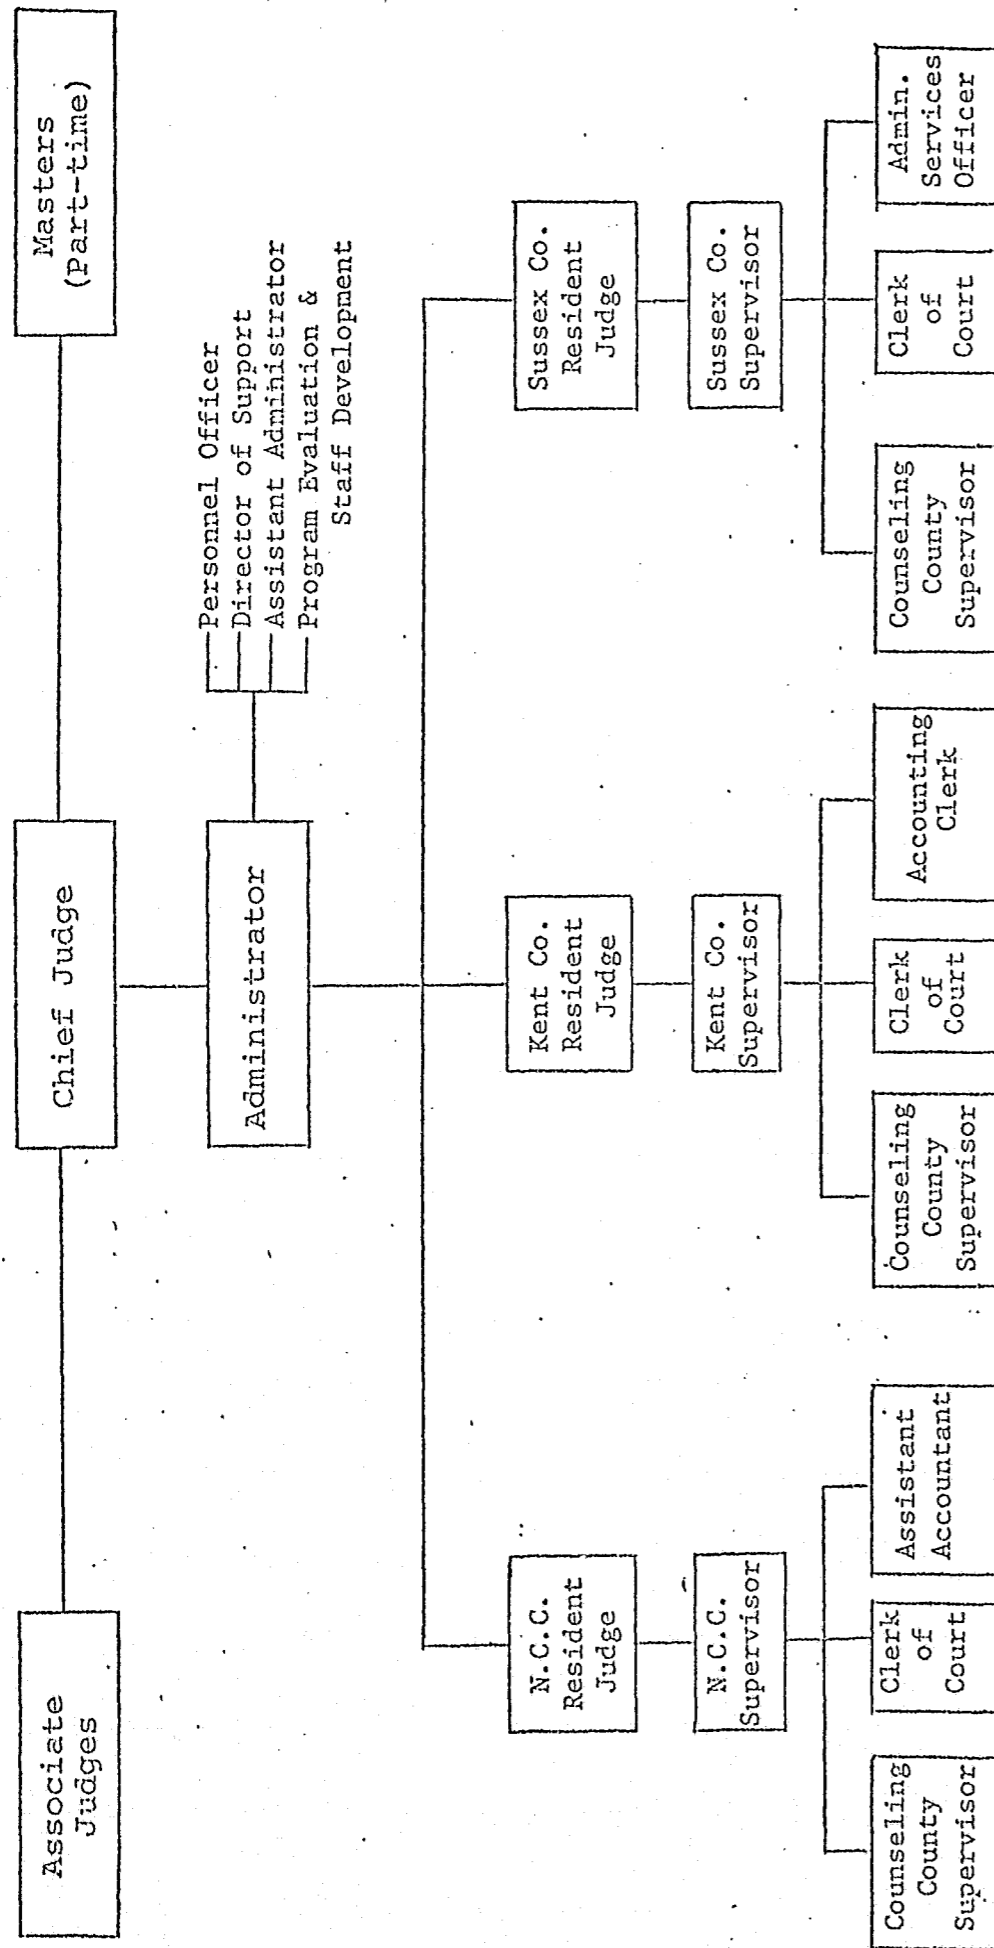 Associate
Judges
Chief Judge
Masters
(Part-time)
Administrator
Personnel Officer
Director of Support
Assistant Administrator
Program Evaluation &
Staff Development
N.C.C.
Resident
Judge
Kent Co.
Resident
Judge
Sussex Co.
Resident
Judge
N.C.C.
Supervisor
Kent Co.
Supervisor
Sussex Co.
Supervisor
Counseling
County
Supervisor
Clerk
of
Court
Assistant
Accountant
Counseling
County
Supervisor
Clerk
of
Court
Accounting
Clerk
Counseling
County
Supervisor
Clerk
of
Court
Admin.
Services
Officer